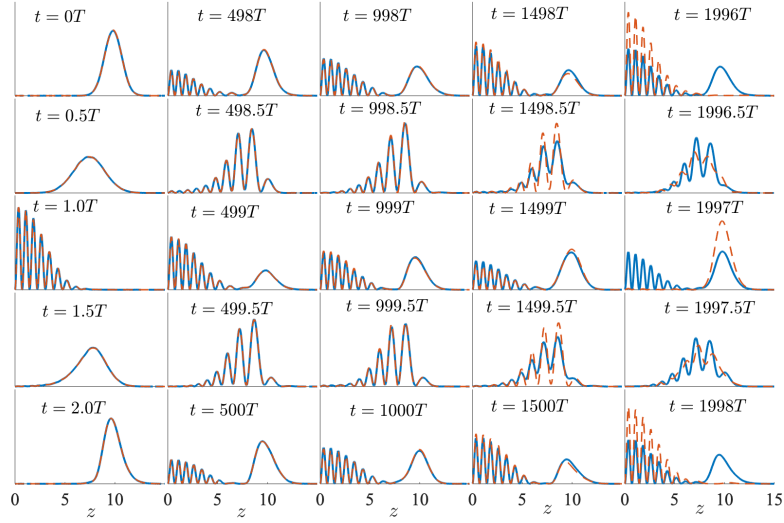 t = 0T t = 498T t = 998T t = 1498T t = 1996T
t = 0.5T t = 498.5T t = 998.5T t = 1498.5T t = 1996.5T
t = 1.0T t = 499T t = 999T t = 1499T t = 1997T
t = 1.5T t = 499.5T t = 999.5T t = 1499.5T t = 1997.5T
t = 2.0T t = 500T t = 1000T t = 1500T t = 1998T
0 5 10 0 5 10 0 5 10 0 5 10 0 5 10 15
z z z z z